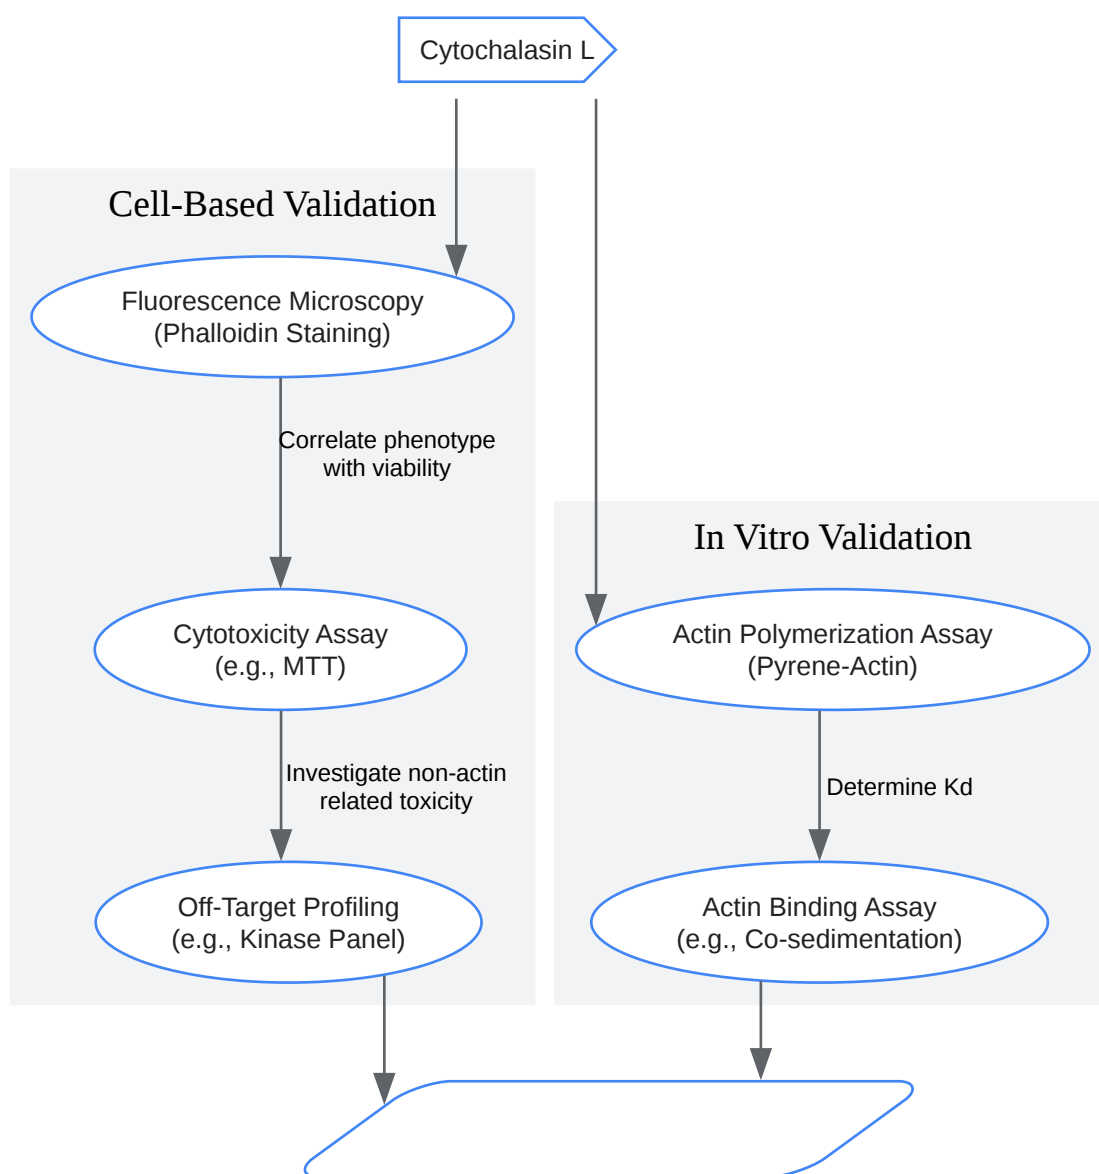 Cytochalasin L
Cell-Based Validation
Fluorescence Microscopy
(Phalloidin Staining)
Correlate phenotype
with viability
Cytotoxicity Assay
(e.g., MTT)
Investigate non-actin
related toxicity
Off-Target Profiling
(e.g., Kinase Panel)
In Vitro Validation
Actin Polymerization Assay
(Pyrene-Actin)
Determine Kd
Actin Binding Assay
(e.g., Co-sedimentation)